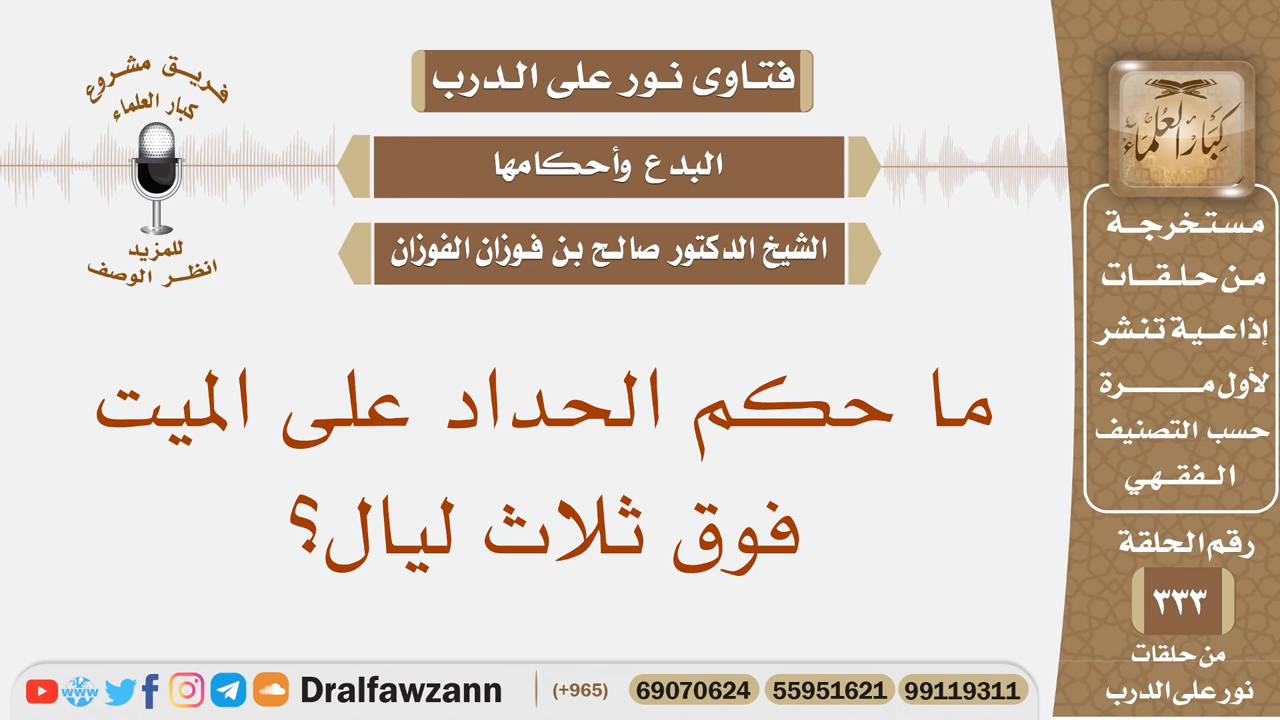 فتاوى نور على الدرب
البدع وأحكامها
الشيخ الدكتور صالح بن فوزان الفوزان
ما حكم الحداد على الميت
فوق ثلاث ليال؟
فريق مشروع
كبار العلماء
للمزيد
انظر الوصف
كبار العلماء
مستخرجة
من حلقات
إذاعية تنشر
لأول مرة
حسب التصنيف
الفقهي
رقم الحلقة
٣٣٣
من حلقات
نور على الدرب
www
Dralfawzann (+965) 69070624 55951621 99119311